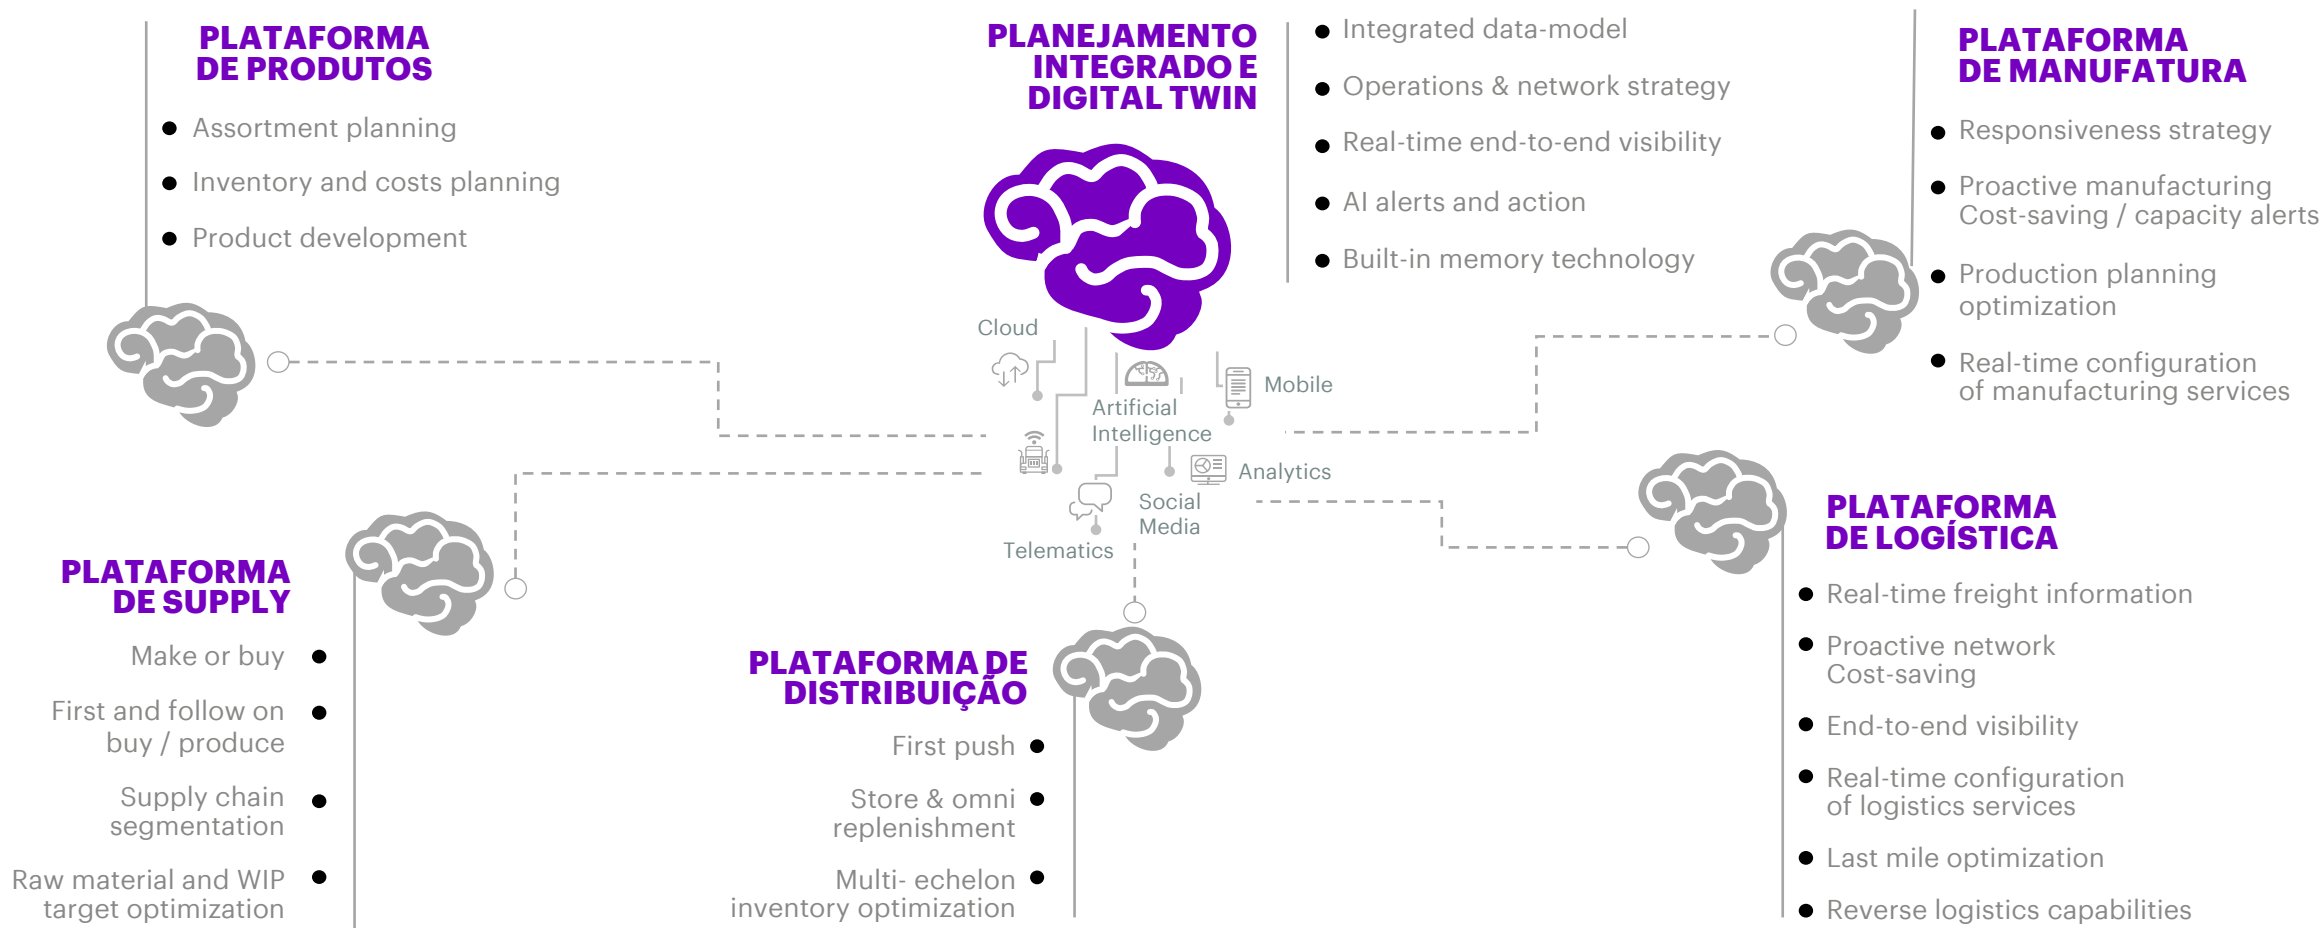 PLATAFORMA
DE PRODUTOS
Assortment planning
Inventory and costs planning
Product development
PLANEJAMENTO
INTEGRADO E
DIGITAL TWIN
Integrated data-model
Operations & network strategy
Real-time end-to-end visibility
AI alerts and action
Built-in memory technology
PLATAFORMA
DE MANUFATURA
Responsiveness strategy
Proactive manufacturing
Cost-saving / capacity alerts
Production planning
optimization
Real-time configuration
of manufacturing services
Cloud
Mobile
Artificial
Intelligence
Analytics
Social
Media
Telematics
PLATAFORMA
DE SUPPLY
Make or buy
First and follow on
buy / produce
Supply chain
segmentation
Raw material and WIP
target optimization
PLATAFORMA DE
DISTRIBUIÇÃO
First push
Store & omni
replenishment
Multi- echelon
inventory optimization
PLATAFORMA
DE LOGÍSTICA
Real-time freight information
Proactive network
Cost-saving
End-to-end visibility
Real-time configuration
of logistics services
Last mile optimization
Reverse logistics capabilities